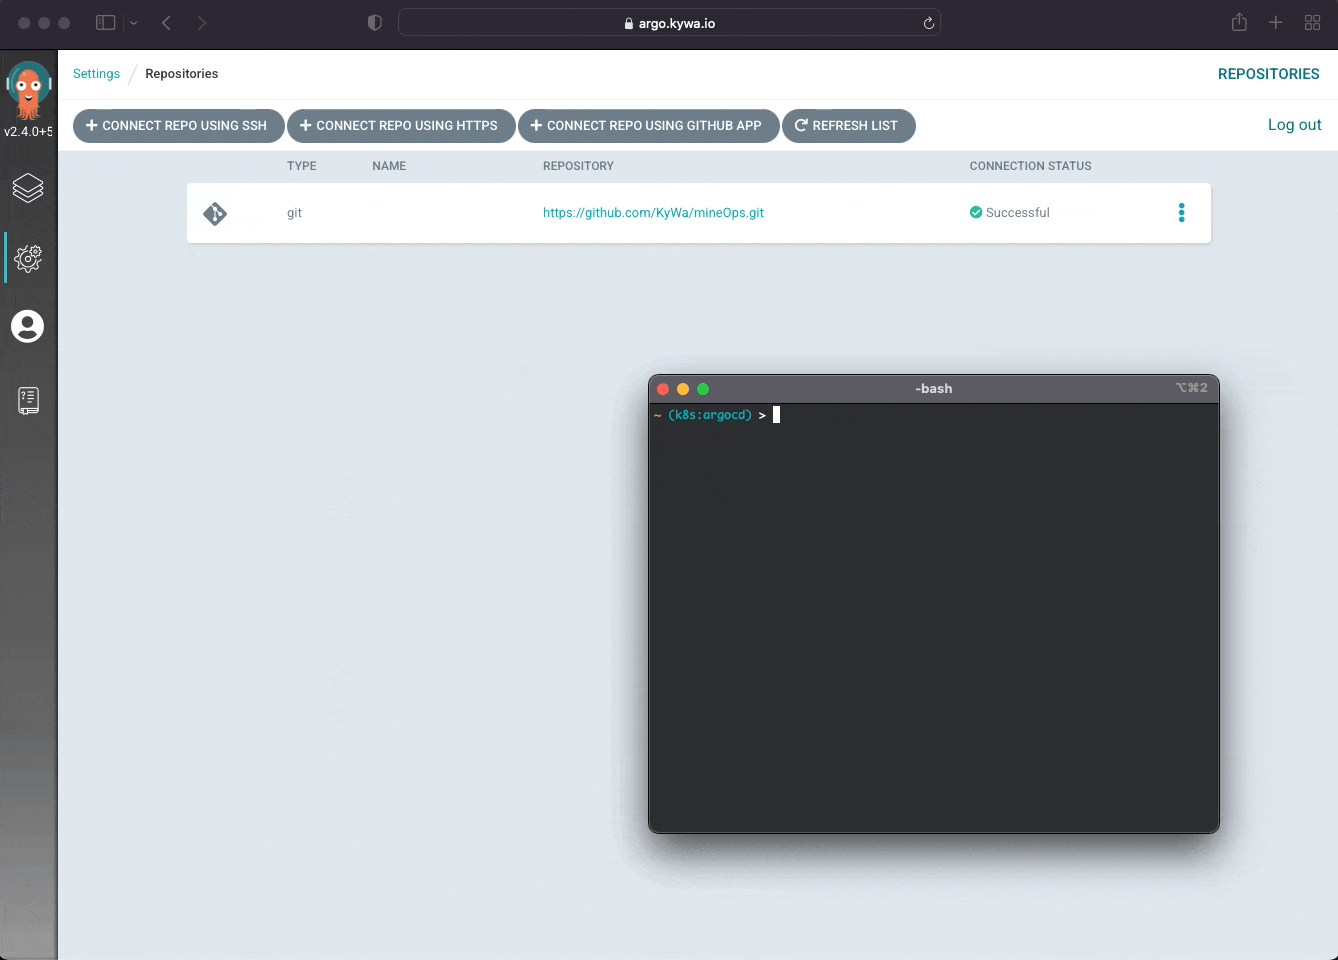 argo.kywa.io
Settings / Repositories
REPOSITORIES
v2.4.0+5
+ CONNECT REPO USING SSH
+ CONNECT REPO USING HTTPS
+ CONNECT REPO USING GITHUB APP
REFRESH LIST
Log out
TYPE NAME REPOSITORY CONNECTION STATUS
git https://github.com/KyWa/mineOps.git Successful
-bash ⌥⌘2
~ (k8s:argocd) >